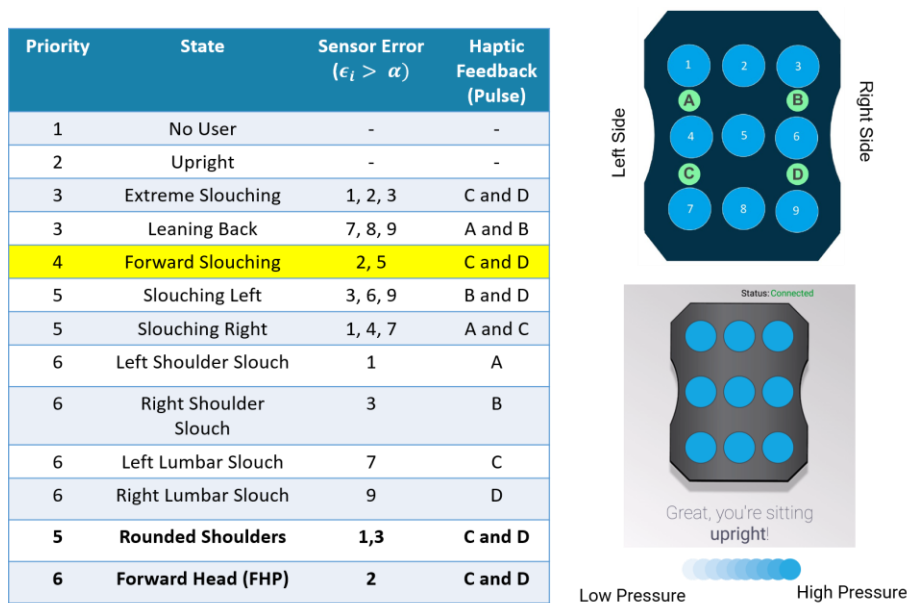 Priority State Sensor Error Haptic
(ϵᵢ > α) Feedback
(Pulse)
1 No User - -
2 Upright - -
3 Extreme Slouching 1, 2, 3 C and D
3 Leaning Back 7, 8, 9 A and B
4 Forward Slouching 2, 5 C and D
5 Slouching Left 3, 6, 9 B and D
5 Slouching Right 1, 4, 7 A and C
6 Left Shoulder Slouch 1 A
6 Right Shoulder 3 B
Slouch
6 Left Lumbar Slouch 7 C
6 Right Lumbar Slouch 9 D
5 Rounded Shoulders 1,3 C and D
6 Forward Head (FHP) 2 C and D
Left Side
1 2 3
A B
4 5 6
C D
7 8 9
Right Side
Status: Connected
Great, you're sitting
upright!
Low Pressure High Pressure